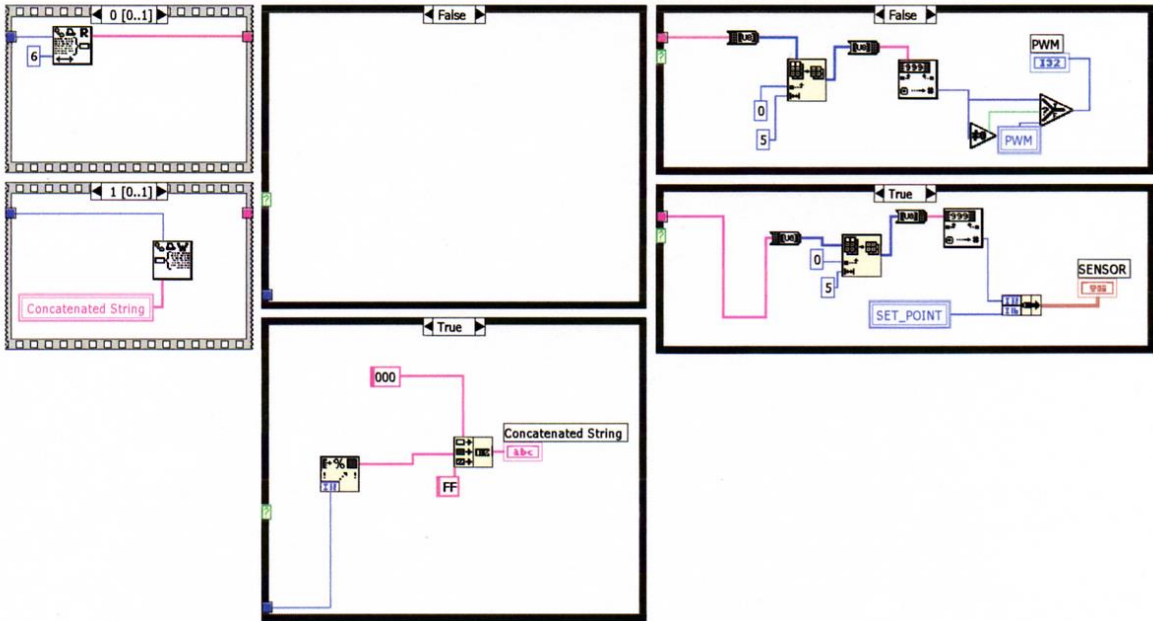 0 [0..1]
R
6
1 [0..1]
W
Concatenated String
False
True
000
Concatenated String
abc
FF
False
[U8]
[U8]
0
5
PWM
I32
PWM
True
[U8]
[U8]
0
5
SET_POINT
SENSOR